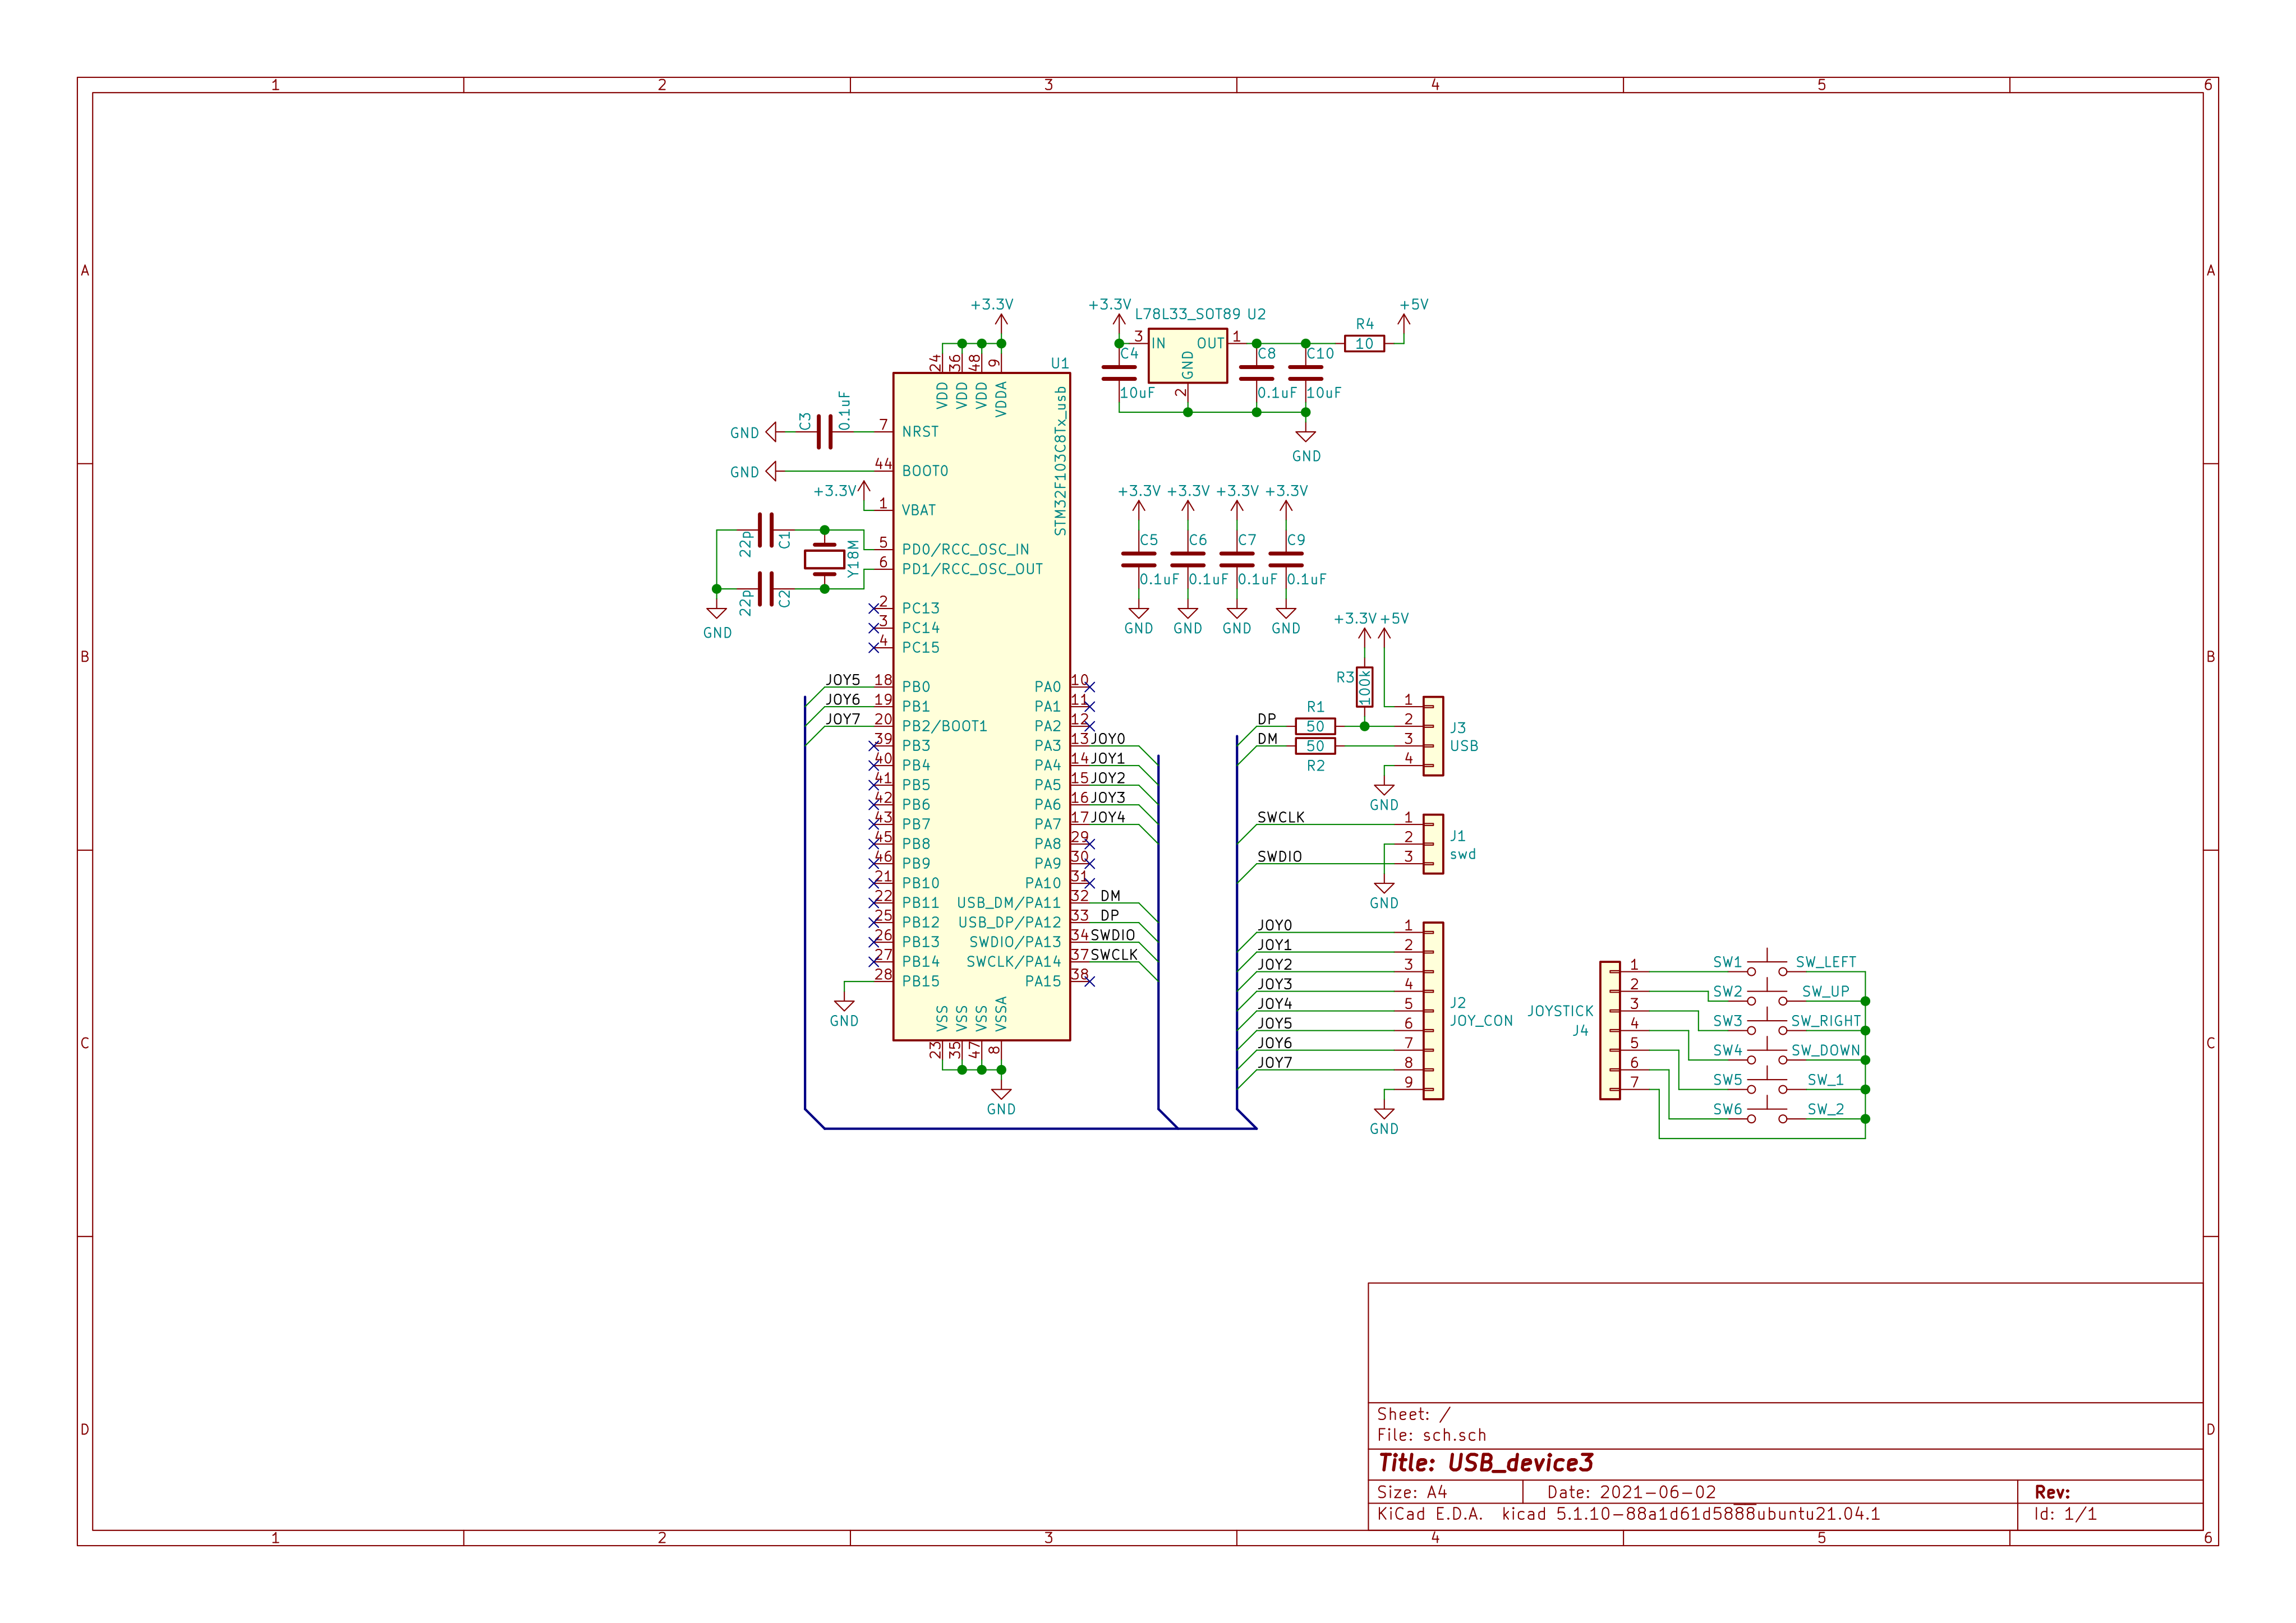 1 2 3 4 5 6
A A
+3.3V
+3.3V L78L33_SOT89 U2 +5V
R4
10
3 IN OUT 1
GND
2
C4
10uF
C8
0.1uF
C10
10uF
GND
U1
STM32F103C8Tx_usb
24 36 48 9
VDD VDD VDD VDDA
GND C3 0.1uF 7 NRST
GND 44 BOOT0
+3.3V 1 VBAT
22p C1
5 PD0/RCC_OSC_IN
Y1 8M
6 PD1/RCC_OSC_OUT
22p C2
GND
2 PC13
3 PC14
4 PC15
JOY5 18 PB0
JOY6 19 PB1
JOY7 20 PB2/BOOT1
39 PB3
40 PB4
41 PB5
42 PB6
43 PB7
45 PB8
46 PB9
21 PB10
22 PB11
25 PB12
26 PB13
27 PB14
28 PB15
GND
PA0 10
PA1 11
PA2 12
PA3 13 JOY0
PA4 14 JOY1
PA5 15 JOY2
PA6 16 JOY3
PA7 17 JOY4
PA8 29
PA9 30
PA10 31
USB_DM/PA11 32 DM
USB_DP/PA12 33 DP
SWDIO/PA13 34 SWDIO
SWCLK/PA14 37 SWCLK
PA15 38
VSS VSS VSS VSSA
23 35 47 8
GND
+3.3V +3.3V +3.3V +3.3V
C5 C6 C7 C9
0.1uF 0.1uF 0.1uF 0.1uF
GND GND GND GND
B B
+3.3V +5V
R3 100k
R1
DP 50
DM 50
R2
1
2
3
4
J3
USB
GND
SWCLK 1
2
SWDIO 3
J1
swd
GND
JOY0 1
JOY1 2
JOY2 3
JOY3 4
JOY4 5
JOY5 6
JOY6 7
JOY7 8
9
J2
JOY_CON
GND
C C
JOYSTICK
J4
1 SW1 SW_LEFT
2 SW2 SW_UP
3 SW3 SW_RIGHT
4 SW4 SW_DOWN
5 SW5 SW_1
6 SW6 SW_2
7
D D
Sheet: /
File: sch.sch
Title: USB_device3
Size: A4 Date: 2021-06-02 Rev:
KiCad E.D.A. kicad 5.1.10-88a1d61d5888ubuntu21.04.1 Id: 1/1
1 2 3 4 5 6